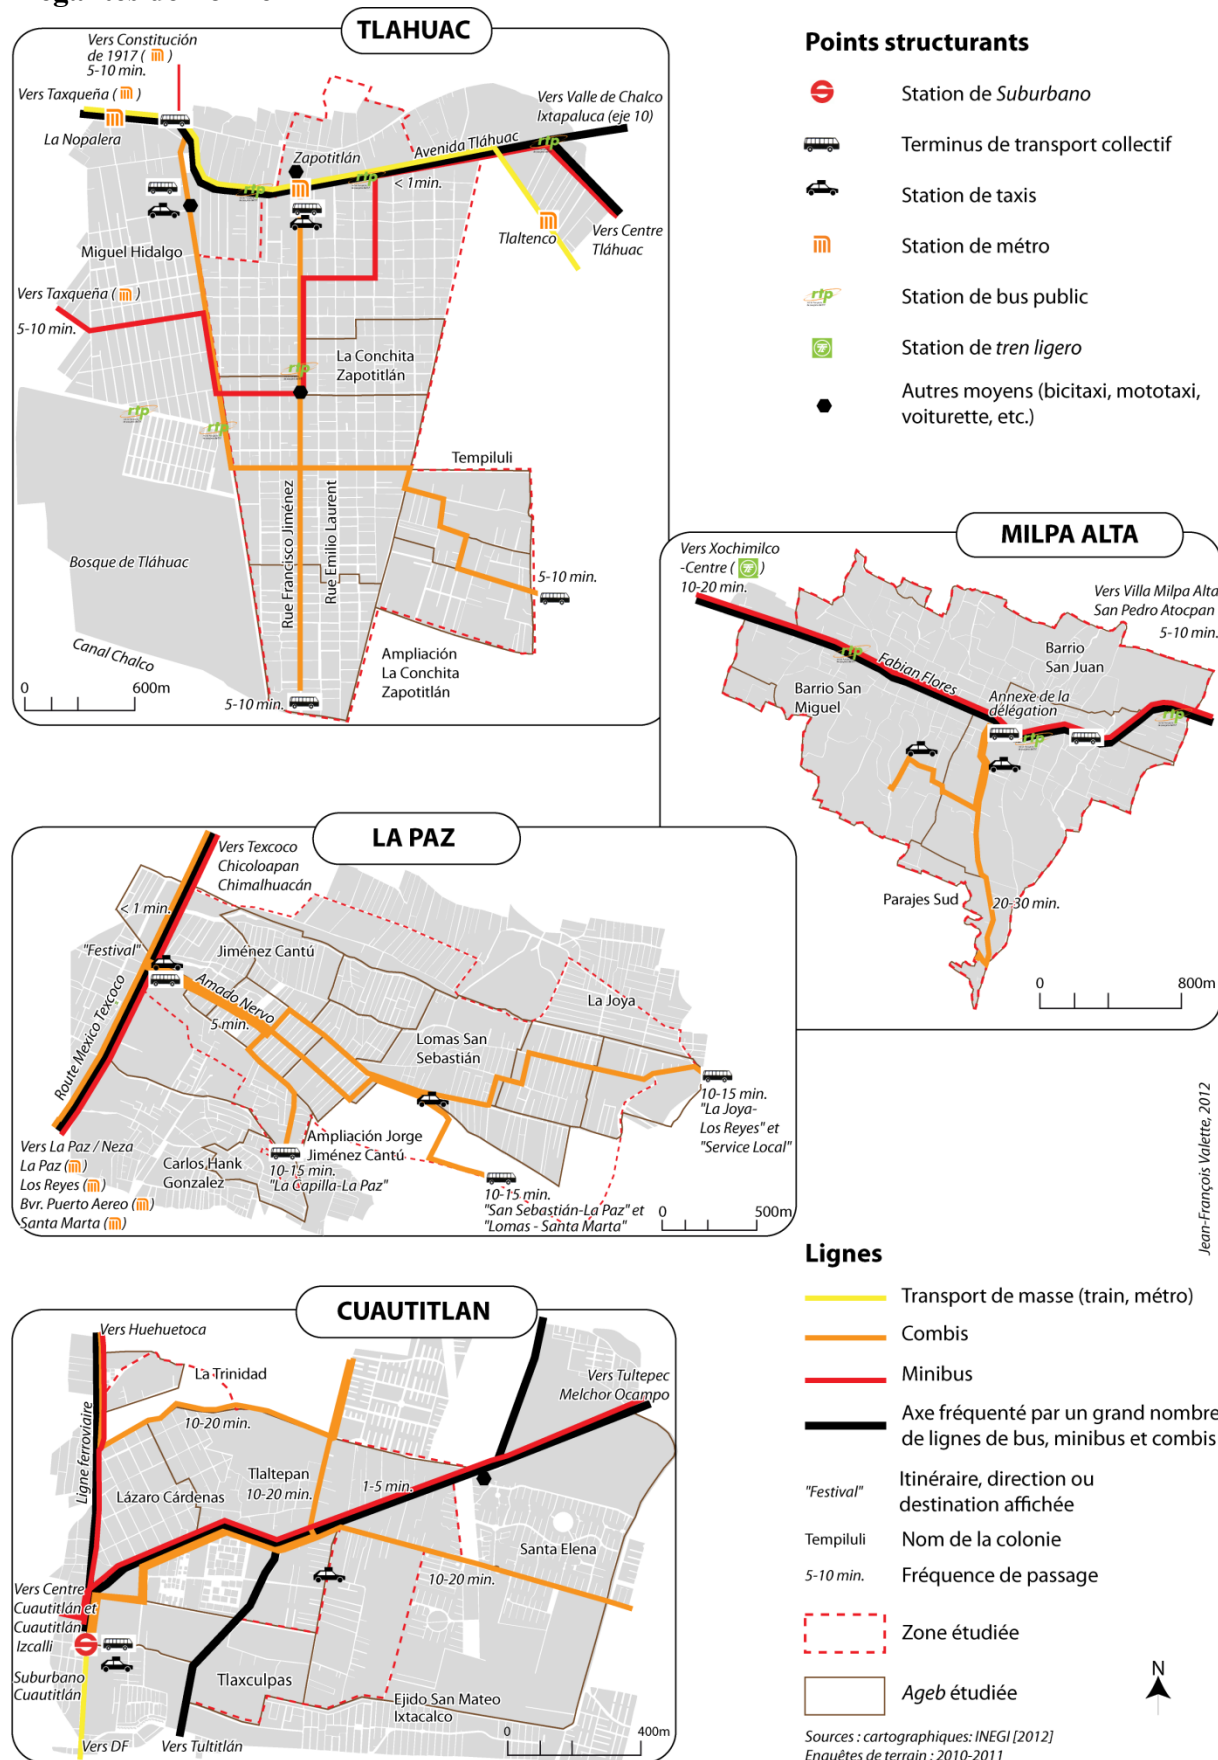 TLAHUAC
Vers Constitución
de 1917 ( )
5-10 min.
Vers Taxqueña ( )
La Nopalera
Zapotitlán
Avenida Tláhuac
Vers Valle de Chalco
Ixtapaluca (eje 10)
rtp
rtp
rtp
< 1min.
Tlaltenco
Vers Centre
Tláhuac
Miguel Hidalgo
Vers Taxqueña ( )
5-10 min.
La Conchita
Zapotitlán
rtp
rtp
rtp
Tempiluli
Rue Francisco Jiménez
Rue Emilio Laurent
Bosque de Tláhuac
5-10 min.
Canal Chalco
Ampliación
La Conchita
Zapotitlán
0 600m
5-10 min.
Points structurants
Station de Suburbano
Terminus de transport collectif
Station de taxis
Station de métro
rtp
Station de bus public
Station de tren ligero
Autres moyens (bicitaxi, mototaxi,
voiturette, etc.)
MILPA ALTA
Vers Xochimilco
-Centre ( )
10-20 min.
Vers Villa Milpa Alta
San Pedro Atocpan
5-10 min.
Barrio
San Juan
rtp
Fabian Flores
Barrio San
Miguel
Annexe de la
délégation
rtp
rtp
Parajes Sud
20-30 min.
0 800m
LA PAZ
Vers Texcoco
Chicoloapan
Chimalhuacán
< 1 min.
"Festival"
Jiménez Cantú
Amado Nervo
5 min.
Route Mexico Texcoco
La Joya
Lomas San
Sebastián
10-15 min.
"La Joya-
Los Reyes" et
"Service Local"
Vers La Paz / Neza
La Paz ( )
Los Reyes ( )
Bvr. Puerto Aereo ( )
Santa Marta ( )
Carlos Hank
Gonzalez
Ampliación Jorge
Jiménez Cantú
10-15 min.
"La Capilla-La Paz"
10-15 min.
"San Sebastián-La Paz" et
"Lomas - Santa Marta"
0 500m
Jean-François Valette, 2012
CUAUTITLAN
Vers Huehuetoca
La Trinidad
10-20 min.
Ligne ferroviaire
Vers Tultepec
Melchor Ocampo
Tlaltepan
10-20 min.
Lázaro Cárdenas
1-5 min.
Santa Elena
10-20 min.
Vers Centre
Cuautitlán et
Cuautitlán
Izcalli
Suburbano
Cuautitlán
Tlaxculpas
Ejido San Mateo
Ixtacalco
Vers DF
Vers Tultitlán
0 400m
Lignes
Transport de masse (train, métro)
Combis
Minibus
Axe fréquenté par un grand nombre
de lignes de bus, minibus et combis
"Festival"
Itinéraire, direction ou
destination affichée
Tempiluli
Nom de la colonie
5-10 min.
Fréquence de passage
Zone étudiée
Ageb étudiée
N
Sources : cartographiques: INEGI [2012]
Enquêtes de terrain : 2010-2011